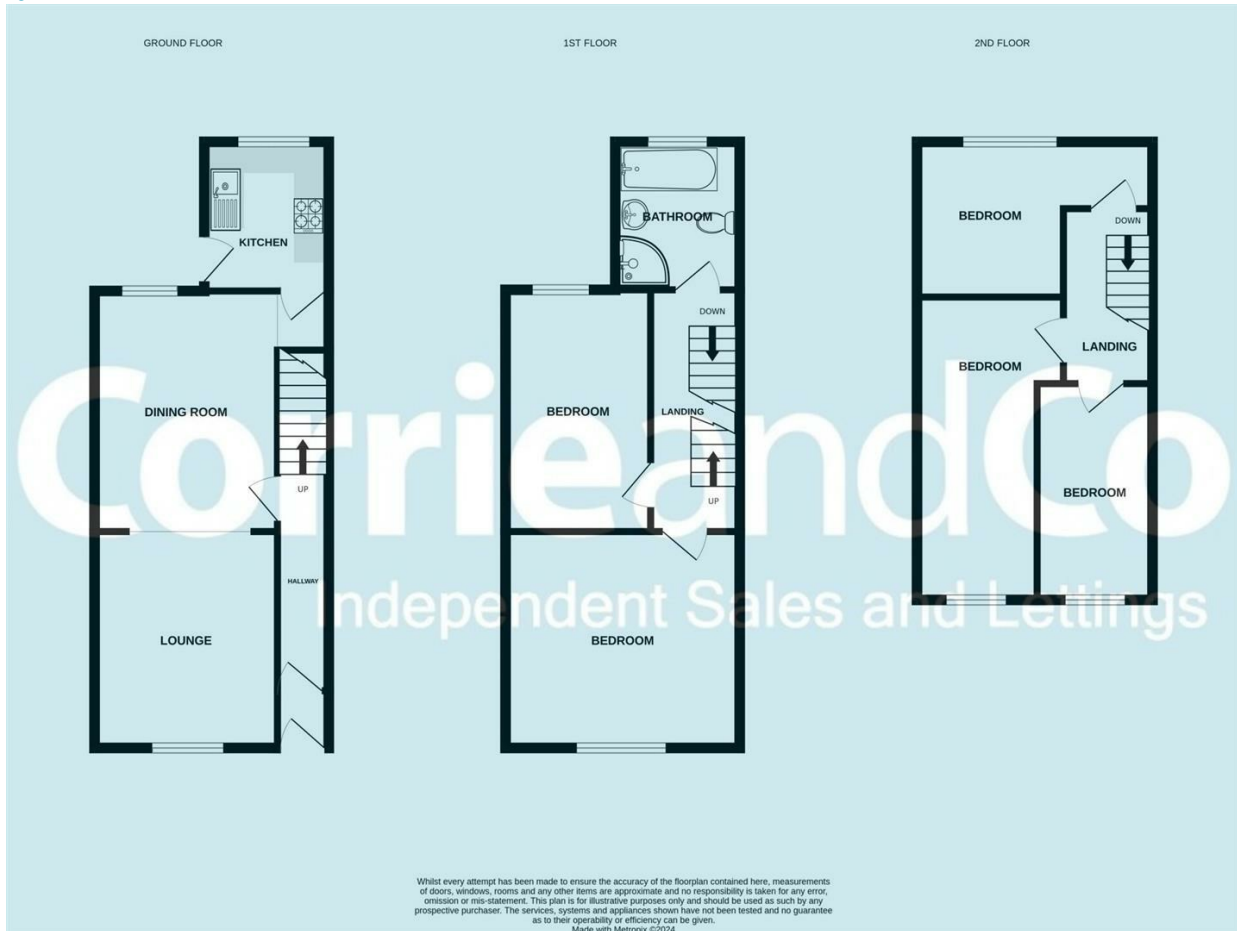 GROUND FLOOR
1ST FLOOR
2ND FLOOR
KITCHEN
DINING ROOM
UP
HALLWAY
LOUNGE
BATHROOM
DOWN
BEDROOM
LANDING
UP
BEDROOM
BEDROOM
DOWN
LANDING
BEDROOM
BEDROOM
CorrieandCo
Independent Sales and Lettings
Whilst every attempt has been made to ensure the accuracy of the floorplan contained here, measurements
of doors, windows, rooms and any other items are approximate and no responsibility is taken for any error,
omission or mis-statement. This plan is for illustrative purposes only and should be used as such by any
prospective purchaser. The services, systems and appliances shown have not been tested and no guarantee
as to their operability or efficiency can be given.
Made with Metropix ©2024